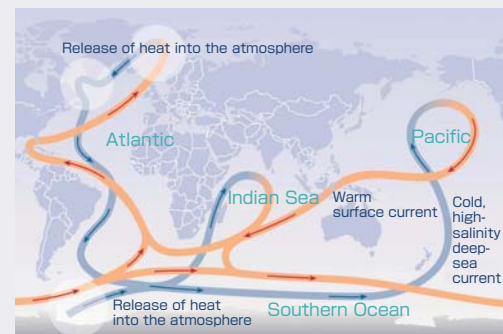 Release of heat into the atmosphere
Atlantic
Pacific
Indian Sea
Warm
surface current
Cold,
high-
salinity
deep-
sea
current
Release of heat
into the atmosphere
Southern Ocean